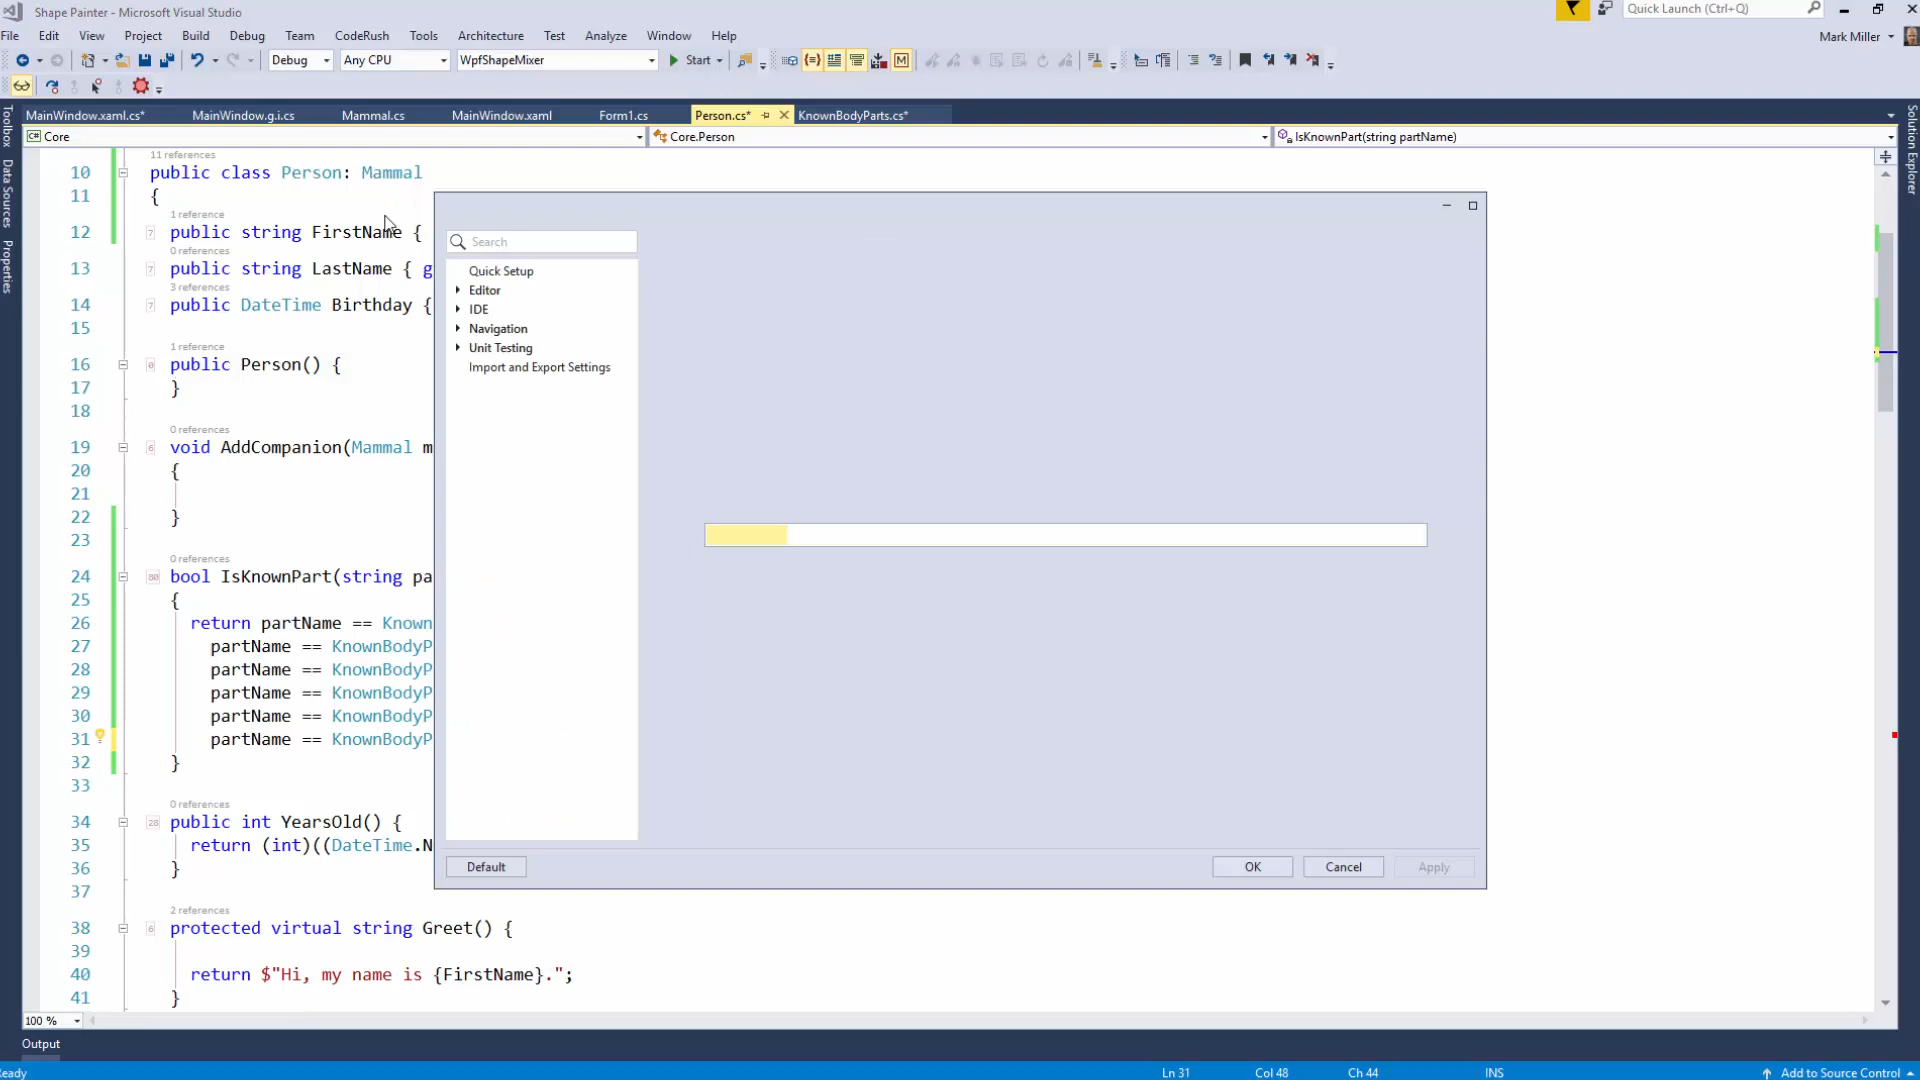 Shape Painter - Microsoft Visual Studio
Quick Launch (Ctrl+Q)
File Edit View Project Build Debug Team CodeRush Tools Architecture Test Analyze Window Help
Mark Miller
Debug Any CPU WpfShapeMixer Start
MainWindow.xaml.cs* MainWindow.g.i.cs Mammal.cs MainWindow.xaml Form1.cs Person.cs* KnownBodyParts.cs*
Core Core.Person IsKnownPart(string partName)
Toolbox
Data Sources
Properties
Solution Explorer
11 references
10 public class Person: Mammal
11 {
1 reference
12 public string FirstName {
0 references
13 public string LastName { g
3 references
14 public DateTime Birthday {
15
1 reference
16 public Person() {
17 }
18
0 references
19 void AddCompanion(Mammal m
20 {
21
22 }
23
0 references
24 bool IsKnownPart(string pa
25 {
26 return partName == Known
27 partName == KnownBodyP
28 partName == KnownBodyP
29 partName == KnownBodyP
30 partName == KnownBodyP
31 partName == KnownBodyP
32 }
33
0 references
34 public int YearsOld() {
35 return (int)((DateTime.N
36 }
37
2 references
38 protected virtual string Greet() {
39
40 return $"Hi, my name is {FirstName}.";
41 }
Search
Quick Setup
Editor
IDE
Navigation
Unit Testing
Import and Export Settings
Default OK Cancel Apply
100 %
Output
Ready Ln 31 Col 48 Ch 44 INS Add to Source Control